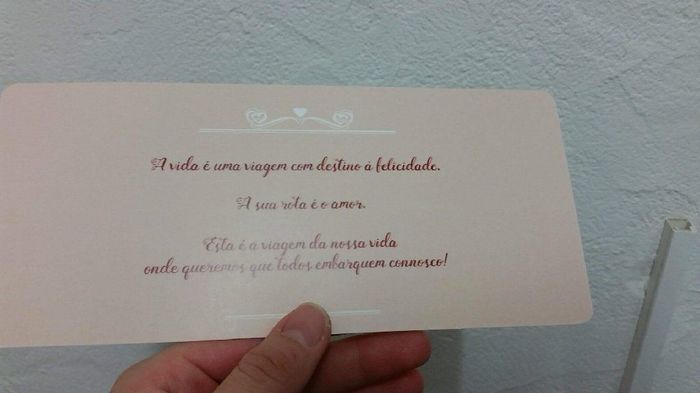 A vida é uma viagem com destino à felicidade.
A sua rota é o amor.
Esta é a viagem da nossa vida
onde queremos que todos embarquem connosco!